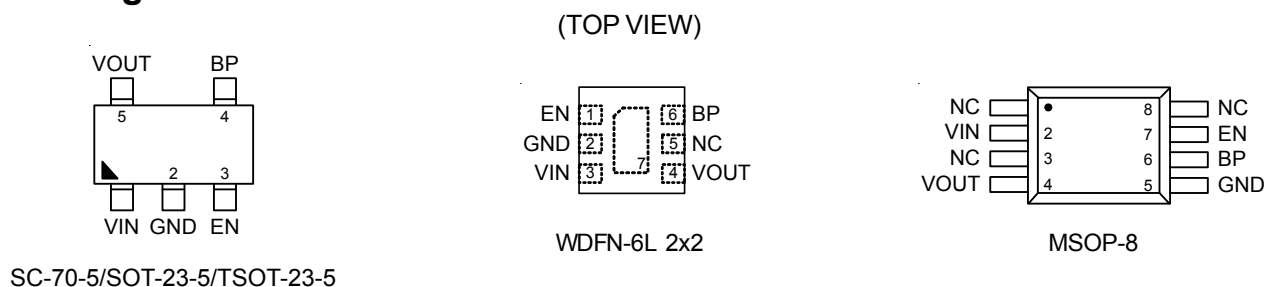 (TOP VIEW)
VOUT BP
5 4
2 3
VIN GND EN
SC-70-5/SOT-23-5/TSOT-23-5
EN 1 6 BP
GND 2 5 NC
VIN 3 7 4 VOUT
WDFN-6L 2x2
NC 8 NC
VIN 2 7 EN
NC 3 6 BP
VOUT 4 5 GND
MSOP-8